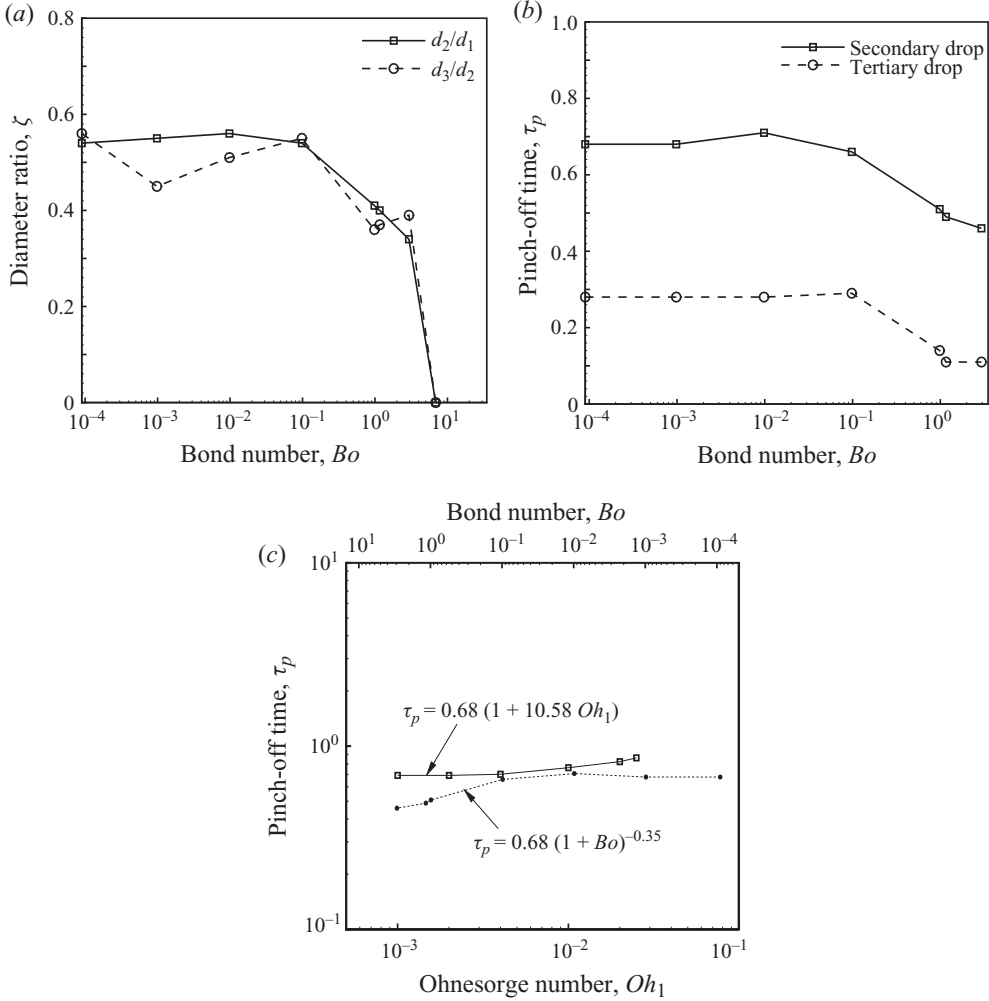 (a)
0.8
0.6
0.4
0.2
0
Diameter ratio, ζ
d₂/d₁
d₃/d₂
10⁻⁴ 10⁻³ 10⁻² 10⁻¹ 10⁰ 10¹
Bond number, Bo
(b)
1.0
0.8
0.6
0.4
0.2
0
Pinch-off time, τₚ
Secondary drop
Tertiary drop
10⁻⁴ 10⁻³ 10⁻² 10⁻¹ 10⁰
Bond number, Bo
Bond number, Bo
10¹ 10⁰ 10⁻¹ 10⁻² 10⁻³ 10⁻⁴
(c)
10¹
10⁰
10⁻¹
Pinch-off time, τₚ
τₚ = 0.68 (1 + 10.58 Oh₁)
τₚ = 0.68 (1 + Bo)⁻⁰·³⁵
10⁻³ 10⁻² 10⁻¹
Ohnesorge number, Oh₁